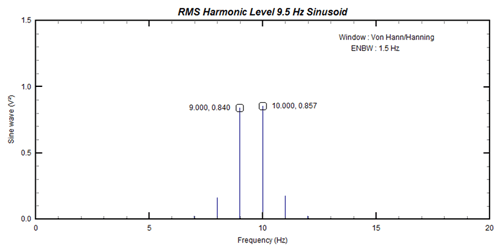 RMS Harmonic Level 9.5 Hz Sinusoid
1.5
Window : Von Hann/Hanning
ENBW : 1.5 Hz
1.0
Sine wave (V²)
9.000, 0.840
10.000, 0.857
0.5
0.0
0
5
10
15
20
Frequency (Hz)